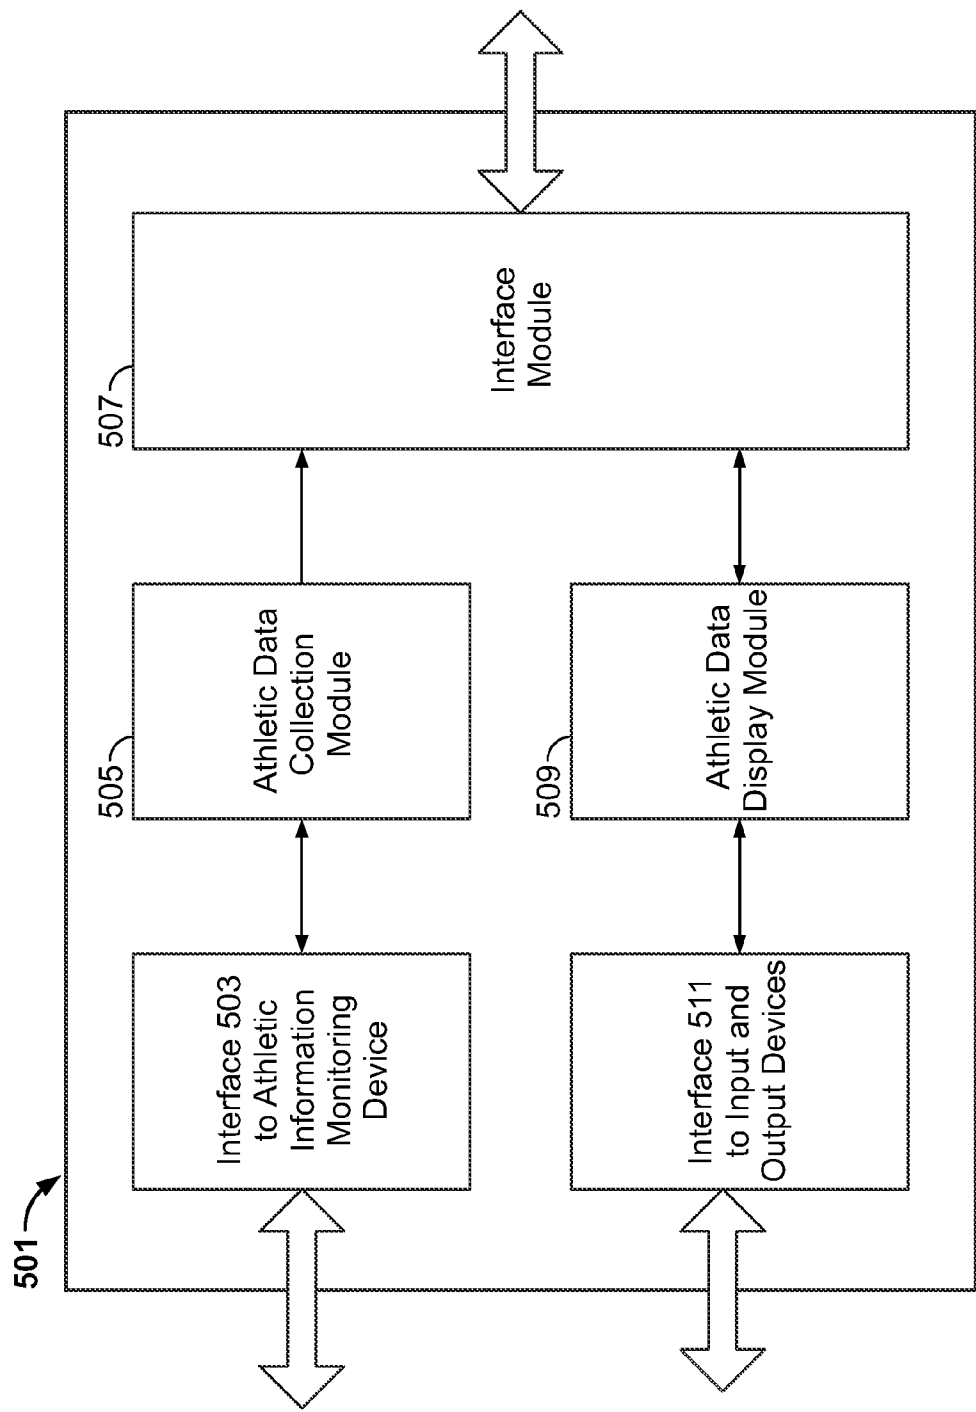 501
Interface 503
to Athletic
Information
Monitoring
Device
505
Athletic Data
Collection
Module
507
Interface
Module
Interface 511
to Input and
Output Devices
509
Athletic Data
Display Module